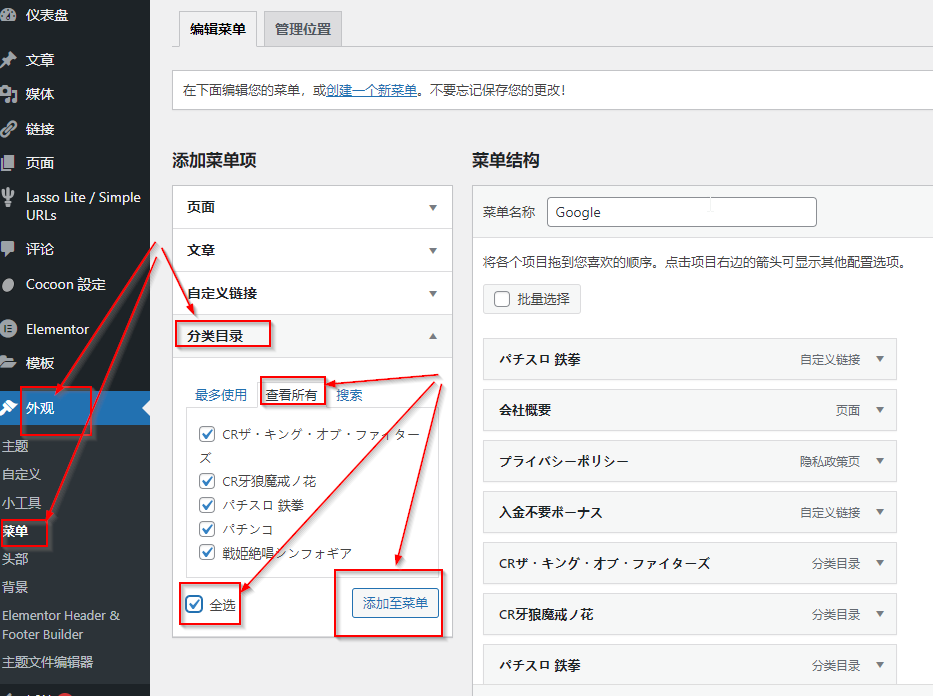 仪表盘
文章
媒体
链接
页面
Lasso Lite / Simple
URLs
评论
Cocoon 設定
Elementor
模板
外观
主题
自定义
小工具
菜单
头部
背景
Elementor Header &
Footer Builder
主题文件编辑器
编辑菜单
管理位置
在下面编辑您的菜单，或创建一个新菜单。不要忘记保存您的更改！
添加菜单项
页面
文章
自定义链接
分类目录
最多使用
查看所有
搜索
CRザ・キング・オブ・ファイター
ズ
CR牙狼魔戒ノ花
パチスロ 鉄拳
パチンコ
戦姫絶唱シンフォギア
全选
添加至菜单
菜单结构
菜单名称
Google
将各个项目拖到您喜欢的顺序。点击项目右边的箭头可显示其他配置选项。
批量选择
パチスロ 鉄拳 自定义链接
会社概要 页面
プライバシーポリシー 隐私政策页
入金不要ボーナス 自定义链接
CRザ・キング・オブ・ファイターズ 分类目录
CR牙狼魔戒ノ花 分类目录
パチスロ 鉄拳 分类目录